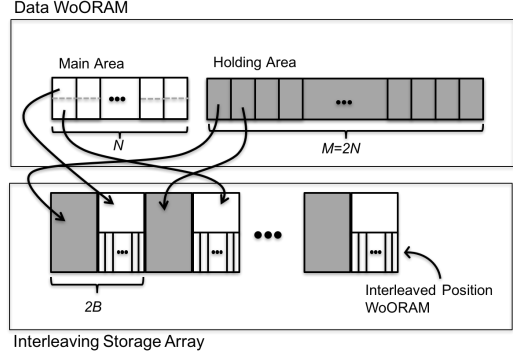 Data WoORAM
Main Area
Holding Area
N
M=2N
2B
Interleaved Position
WoORAM
Interleaving Storage Array